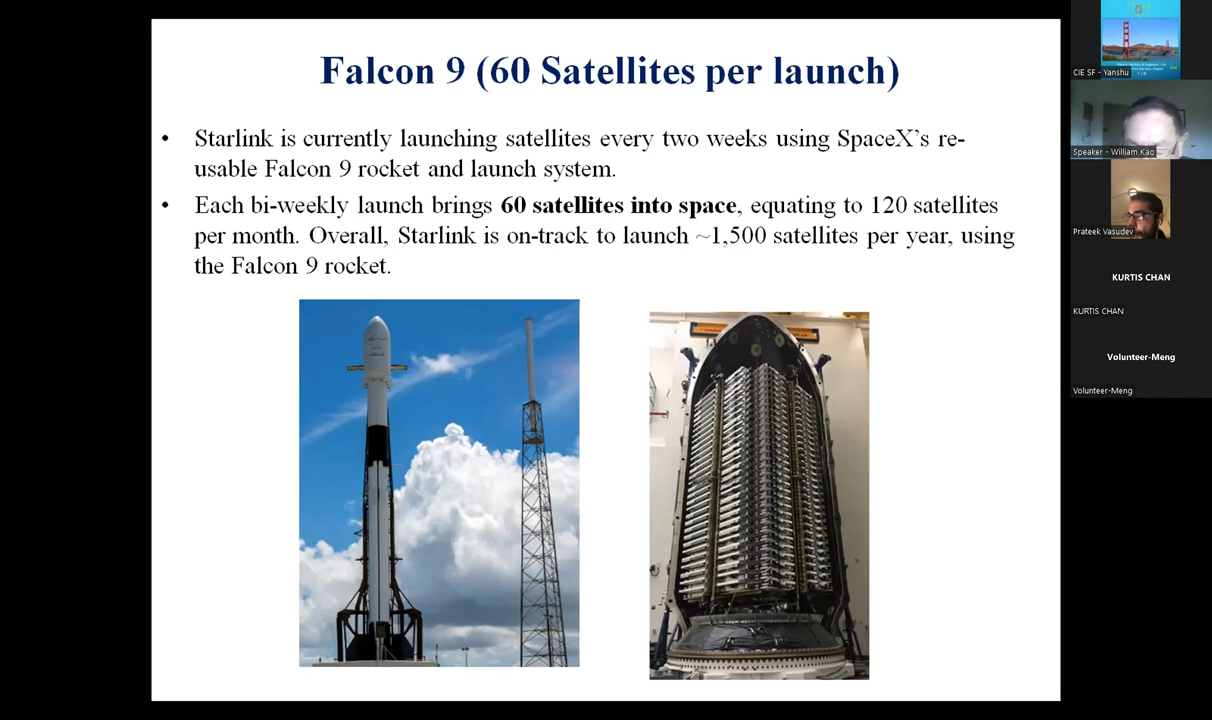 Falcon 9 (60 Satellites per launch)
• Starlink is currently launching satellites every two weeks using SpaceX’s re-
usable Falcon 9 rocket and launch system.
• Each bi-weekly launch brings 60 satellites into space, equating to 120 satellites
per month. Overall, Starlink is on-track to launch ~1,500 satellites per year, using
the Falcon 9 rocket.
CIE SF - Yanshu
Speaker - William Kao
Prateek Vasudev
KURTIS CHAN
KURTIS CHAN
Volunteer-Meng
Volunteer-Meng